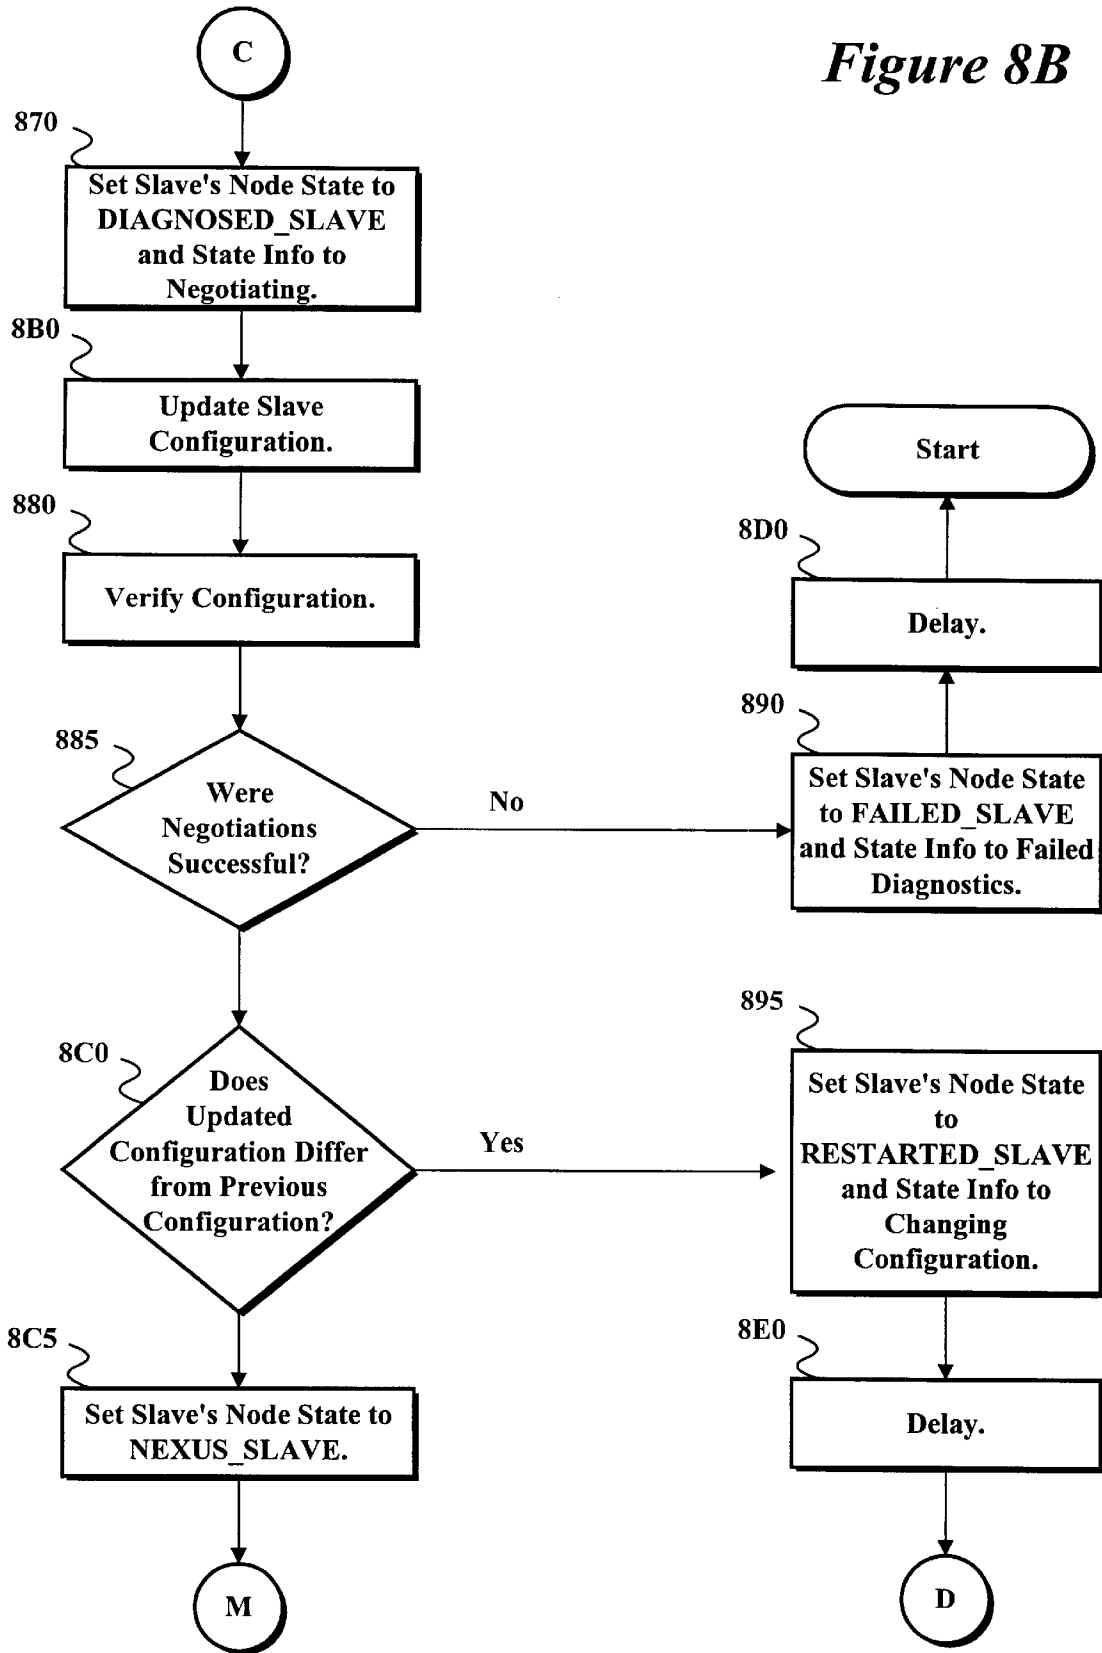 C
Figure 8B
870
Set Slave's Node State to
DIAGNOSED_SLAVE
and State Info to
Negotiating.
8B0
Update Slave
Configuration.
880
Verify Configuration.
885
Were
Negotiations
Successful?
No
Start
8D0
Delay.
890
Set Slave's Node State
to FAILED_SLAVE
and State Info to Failed
Diagnostics.
8C0
Does
Updated
Configuration Differ
from Previous
Configuration?
Yes
895
Set Slave's Node State
to
RESTARTED_SLAVE
and State Info to
Changing
Configuration.
8C5
Set Slave's Node State to
NEXUS_SLAVE.
8E0
Delay.
M
D